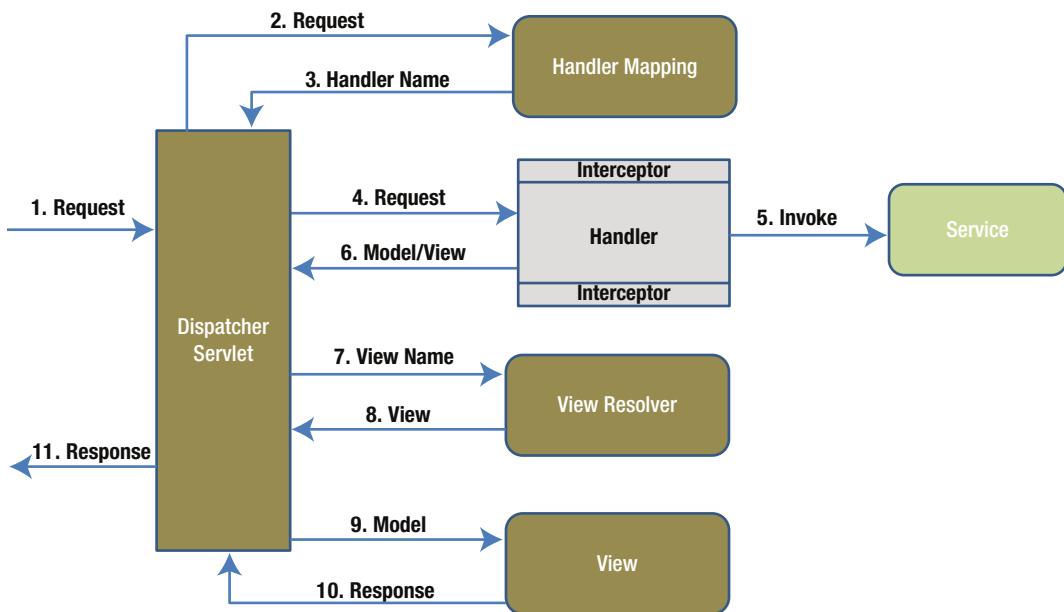 2. Request
Handler Mapping
3. Handler Name
Interceptor
1. Request
4. Request
5. Invoke
Service
Handler
6. Model/View
Interceptor
Dispatcher
Servlet
7. View Name
View Resolver
8. View
11. Response
9. Model
View
10. Response